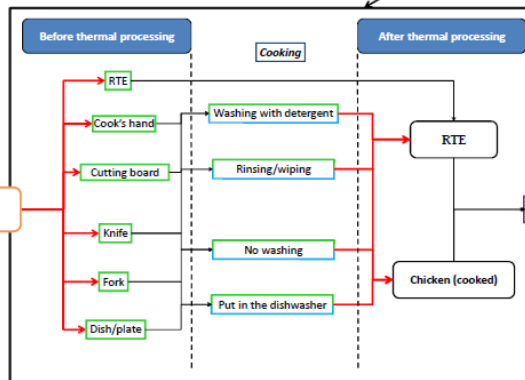 Before thermal processing
Cooking
After thermal processing
RTE
Cook's hand
Cutting board
Knife
Fork
Dish/plate
Washing with detergent
Rinsing/wiping
No washing
Put in the dishwasher
RTE
Chicken (cooked)